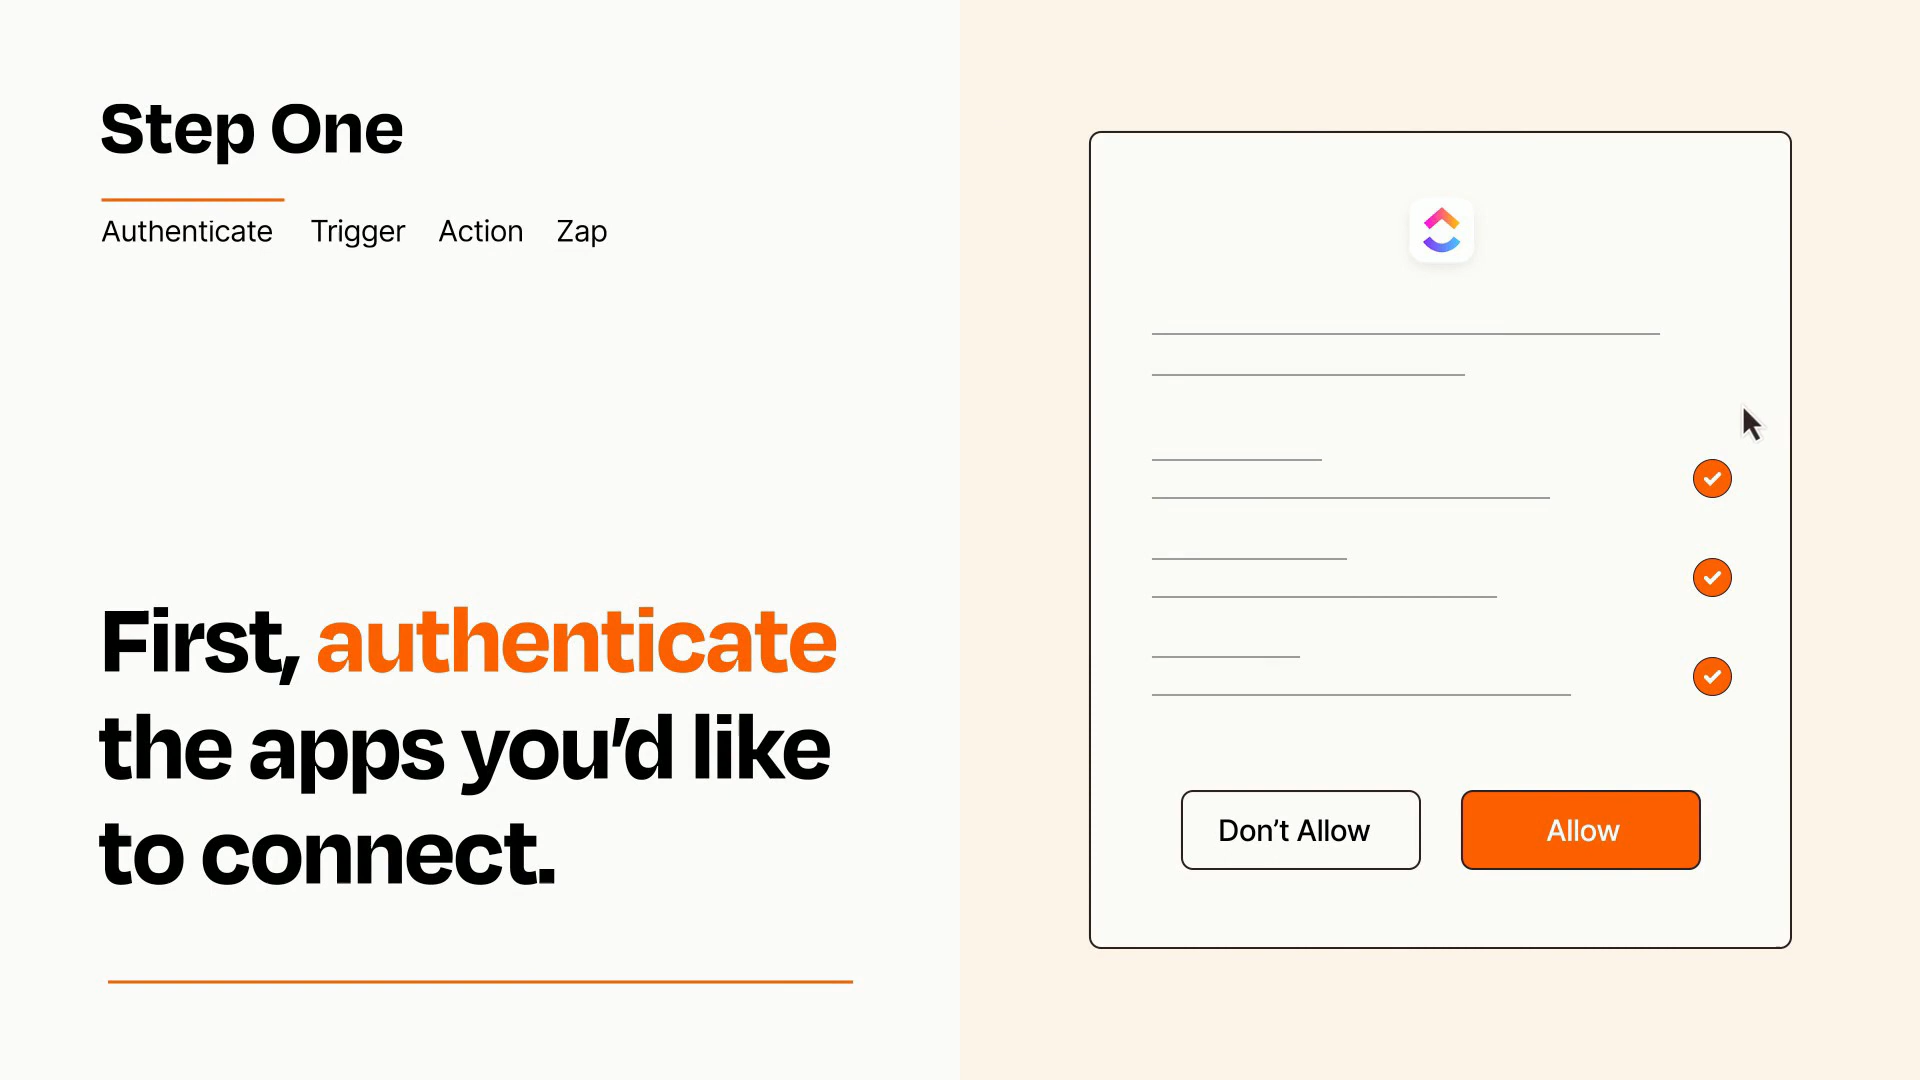 Step One
Authenticate Trigger Action Zap
First, authenticate
the apps you’d like
to connect.
Don’t Allow
Allow